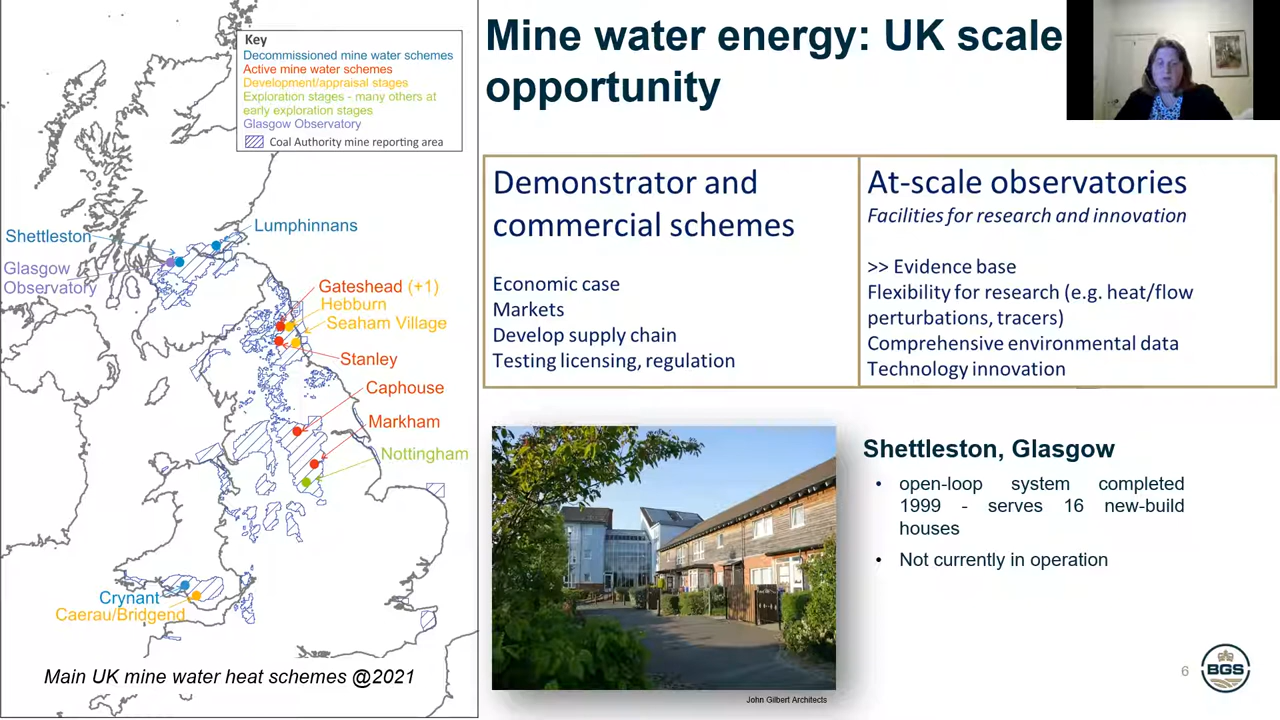 Key
Decommissioned mine water schemes
Active mine water schemes
Development/appraisal stages
Exploration stages - many others at
early exploration stages
Glasgow Observatory
Coal Authority mine reporting area
Shettleston
Glasgow
Observatory
Lumphinnans
Gateshead (+1)
Hebburn
Seaham Village
Stanley
Caphouse
Markham
Nottingham
Crynant
Caerau/Bridgend
Main UK mine water heat schemes @2021
Mine water energy: UK scale
opportunity
Demonstrator and
commercial schemes
Economic case
Markets
Develop supply chain
Testing licensing, regulation
At-scale observatories
Facilities for research and innovation
>> Evidence base
Flexibility for research (e.g. heat/flow
perturbations, tracers)
Comprehensive environmental data
Technology innovation
John Gilbert Architects
Shettleston, Glasgow
• open-loop system completed
1999 - serves 16 new-build
houses
• Not currently in operation
6
BGS